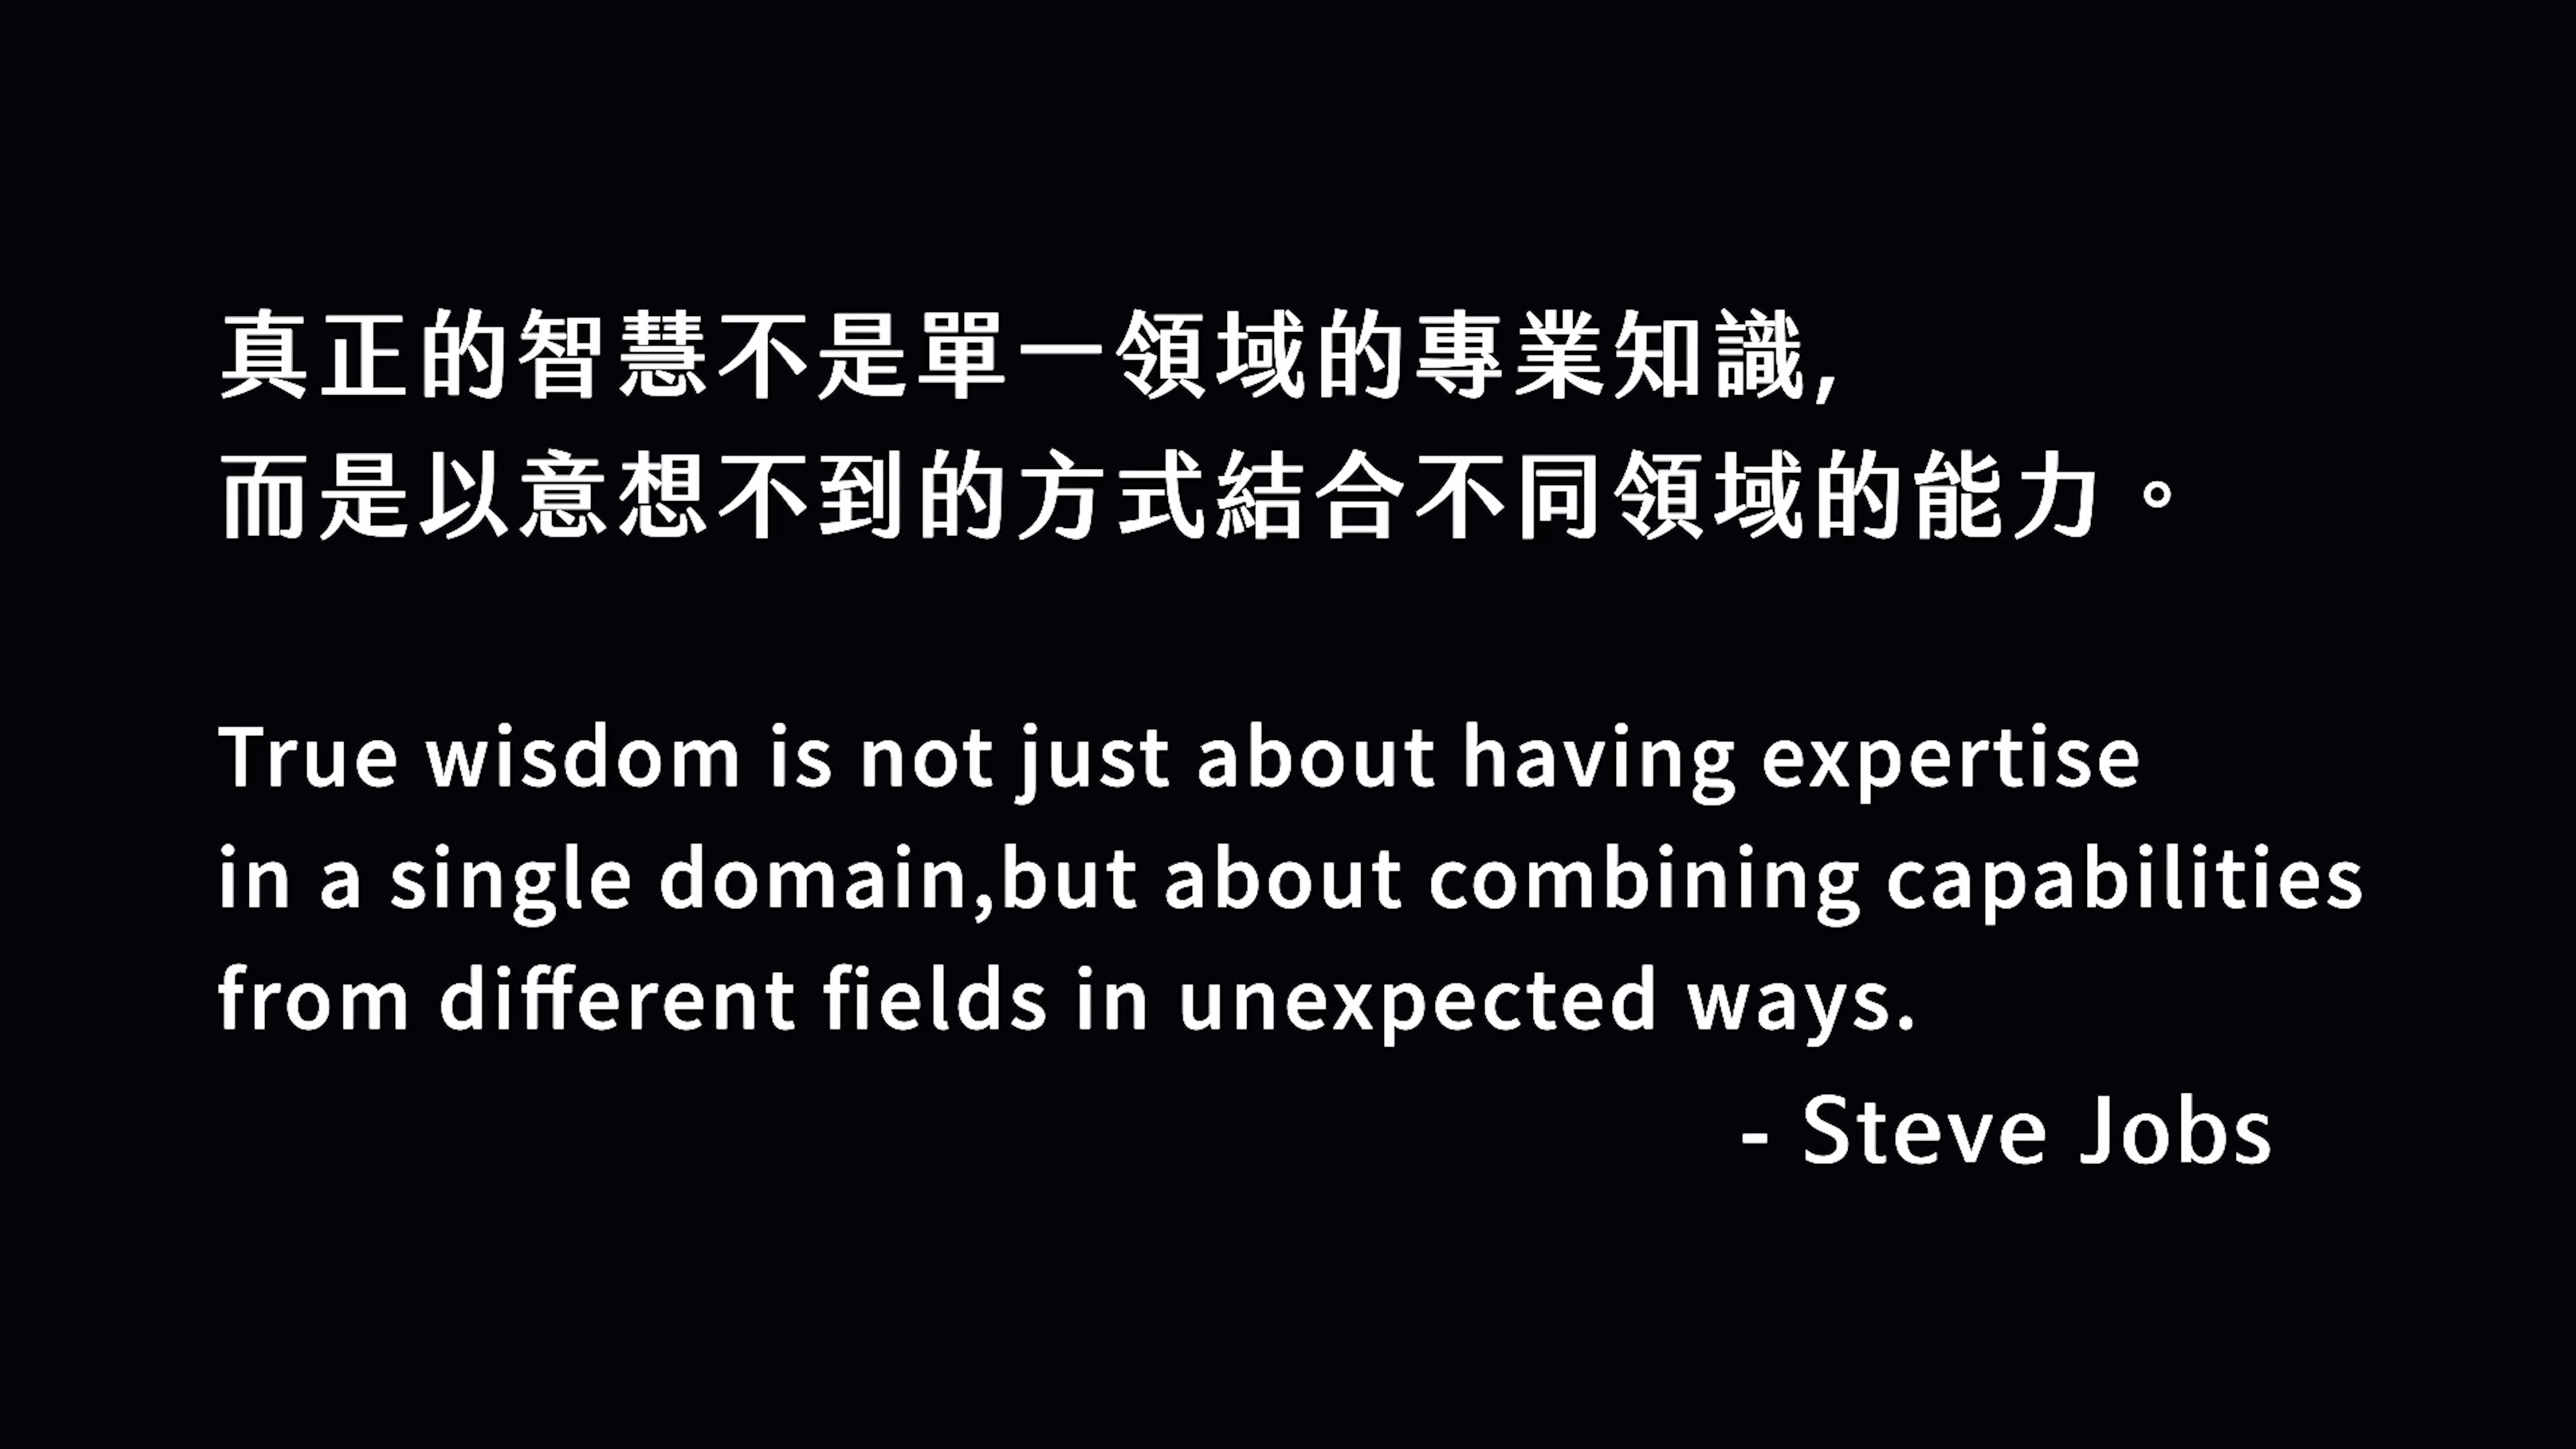 真正的智慧不是單一領域的專業知識,
而是以意想不到的方式結合不同領域的能力。
True wisdom is not just about having expertise
in a single domain,but about combining capabilities
from different fields in unexpected ways.
- Steve Jobs